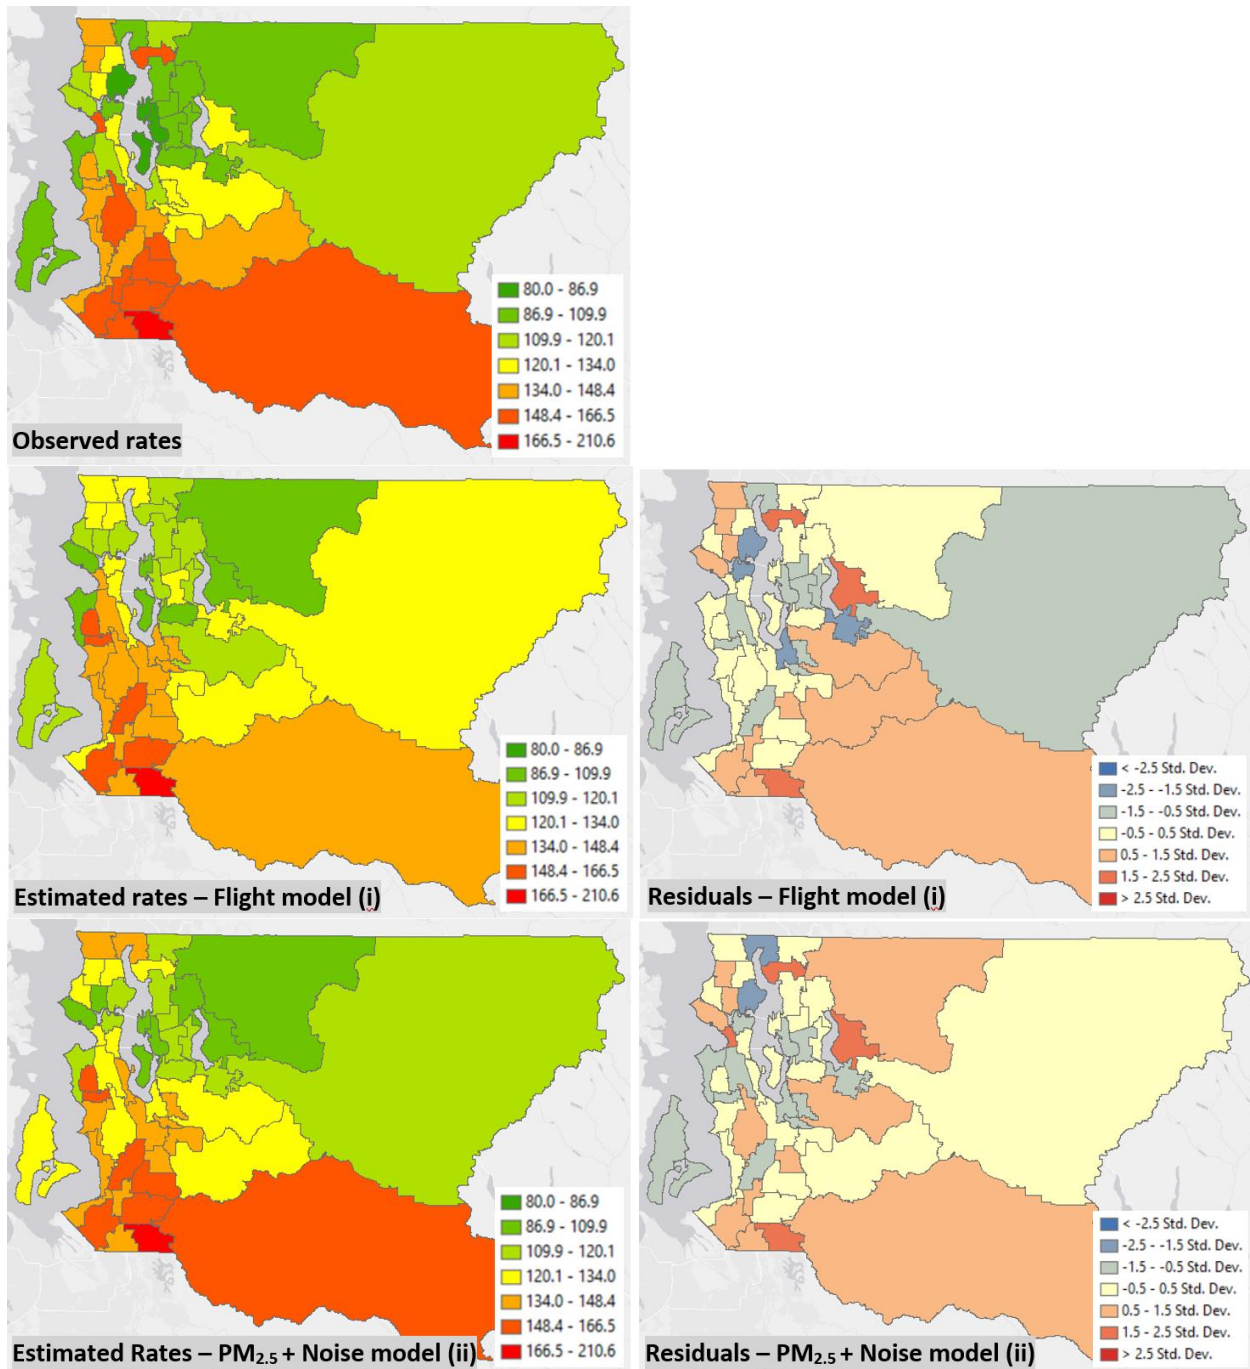 80.0 - 86.9
86.9 - 109.9
109.9 - 120.1
120.1 - 134.0
134.0 - 148.4
148.4 - 166.5
166.5 - 210.6
Observed rates
80.0 - 86.9
86.9 - 109.9
109.9 - 120.1
120.1 - 134.0
134.0 - 148.4
148.4 - 166.5
166.5 - 210.6
Estimated rates – Flight model (i)
< -2.5 Std. Dev.
-2.5 - -1.5 Std. Dev.
-1.5 - -0.5 Std. Dev.
-0.5 - 0.5 Std. Dev.
0.5 - 1.5 Std. Dev.
1.5 - 2.5 Std. Dev.
> 2.5 Std. Dev.
Residuals – Flight model (i)
80.0 - 86.9
86.9 - 109.9
109.9 - 120.1
120.1 - 134.0
134.0 - 148.4
148.4 - 166.5
166.5 - 210.6
Estimated Rates – PM2.5 + Noise model (ii)
< -2.5 Std. Dev.
-2.5 - -1.5 Std. Dev.
-1.5 - -0.5 Std. Dev.
-0.5 - 0.5 Std. Dev.
0.5 - 1.5 Std. Dev.
1.5 - 2.5 Std. Dev.
> 2.5 Std. Dev.
Residuals – PM2.5 + Noise model (ii)